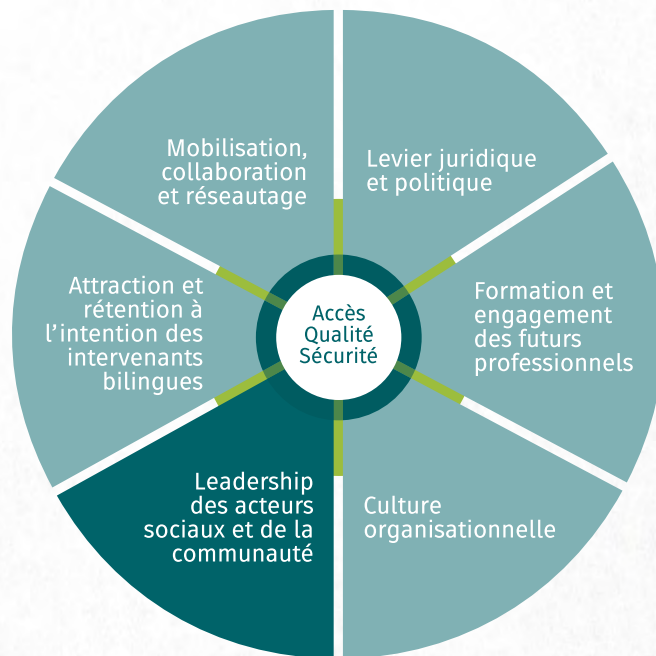 Mobilisation,
collaboration
et réseautage
Levier juridique
et politique
Attraction et
rétention à
l’intention des
intervenants
bilingues
Accès
Qualité
Sécurité
Formation et
engagement
des futurs
professionnels
Leadership
des acteurs
sociaux et de la
communauté
Culture
organisationnelle